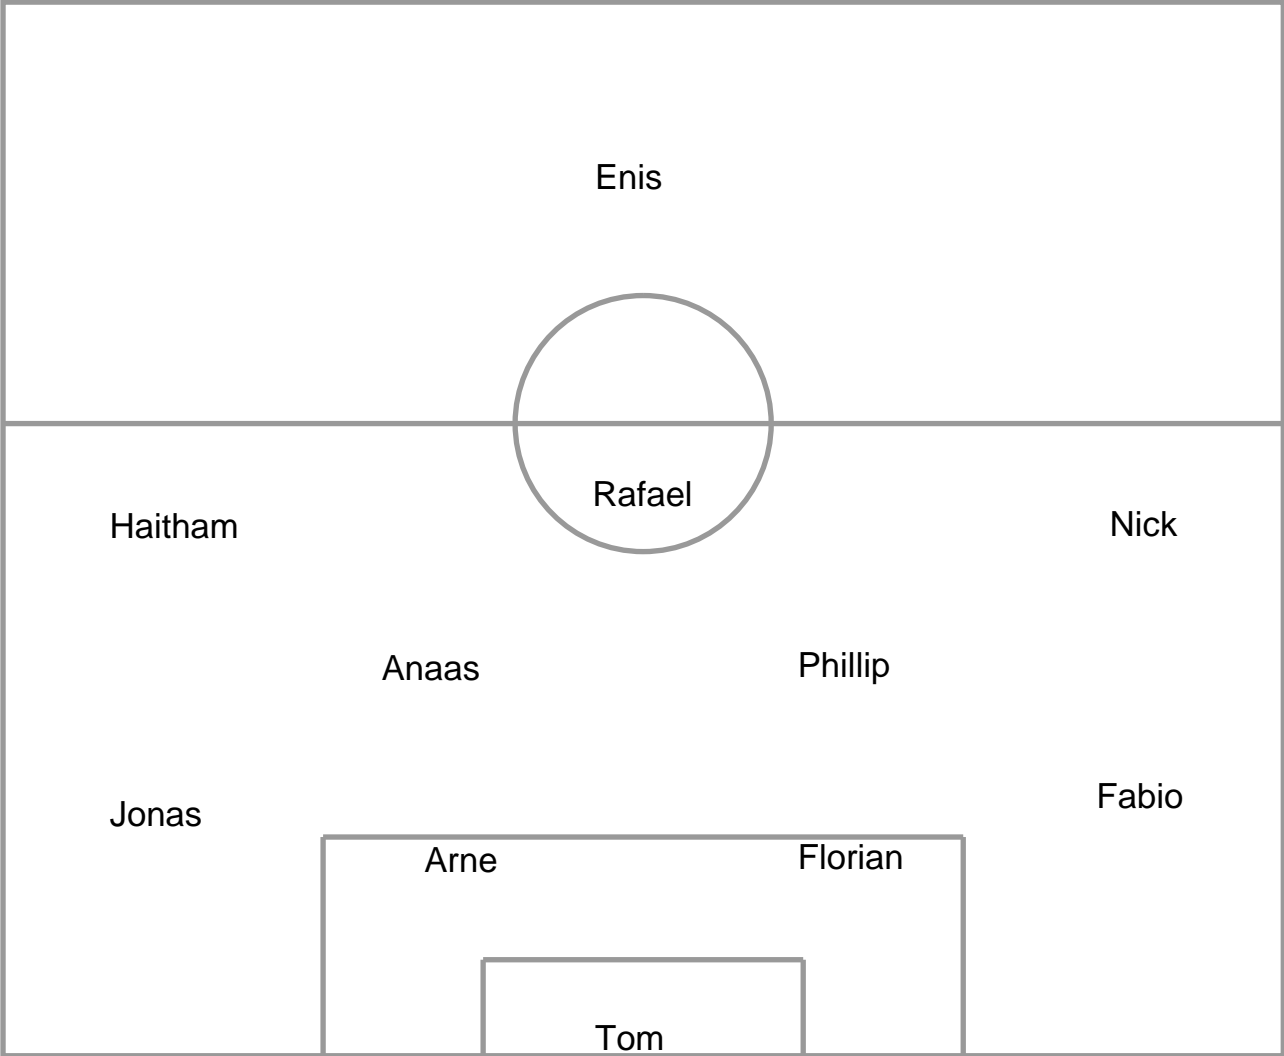 Enis
Rafael
Haitham
Nick
Anaas
Phillip
Jonas
Fabio
Arne
Florian
Tom